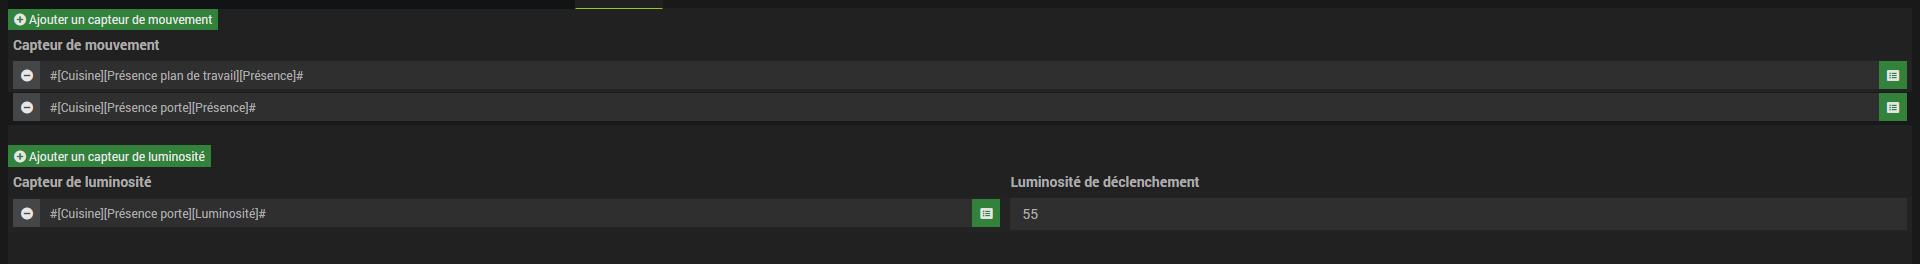 Ajouter un capteur de mouvement
Capteur de mouvement
#[Cuisine][Présence plan de travail][Présence]#
#[Cuisine][Présence porte][Présence]#
Ajouter un capteur de luminosité
Capteur de luminosité
Luminosité de déclenchement
#[Cuisine][Présence porte][Luminosité]#
55